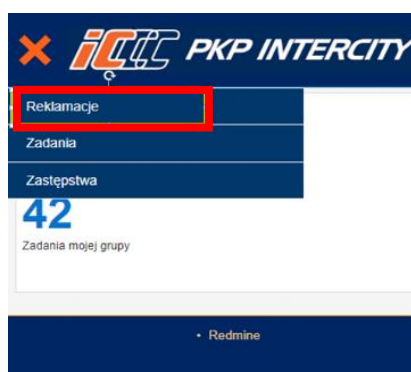 PKP INTERCITY
Reklamacje
Zadania
Zastępstwa
42
Zadania mojej grupy
• Redmine